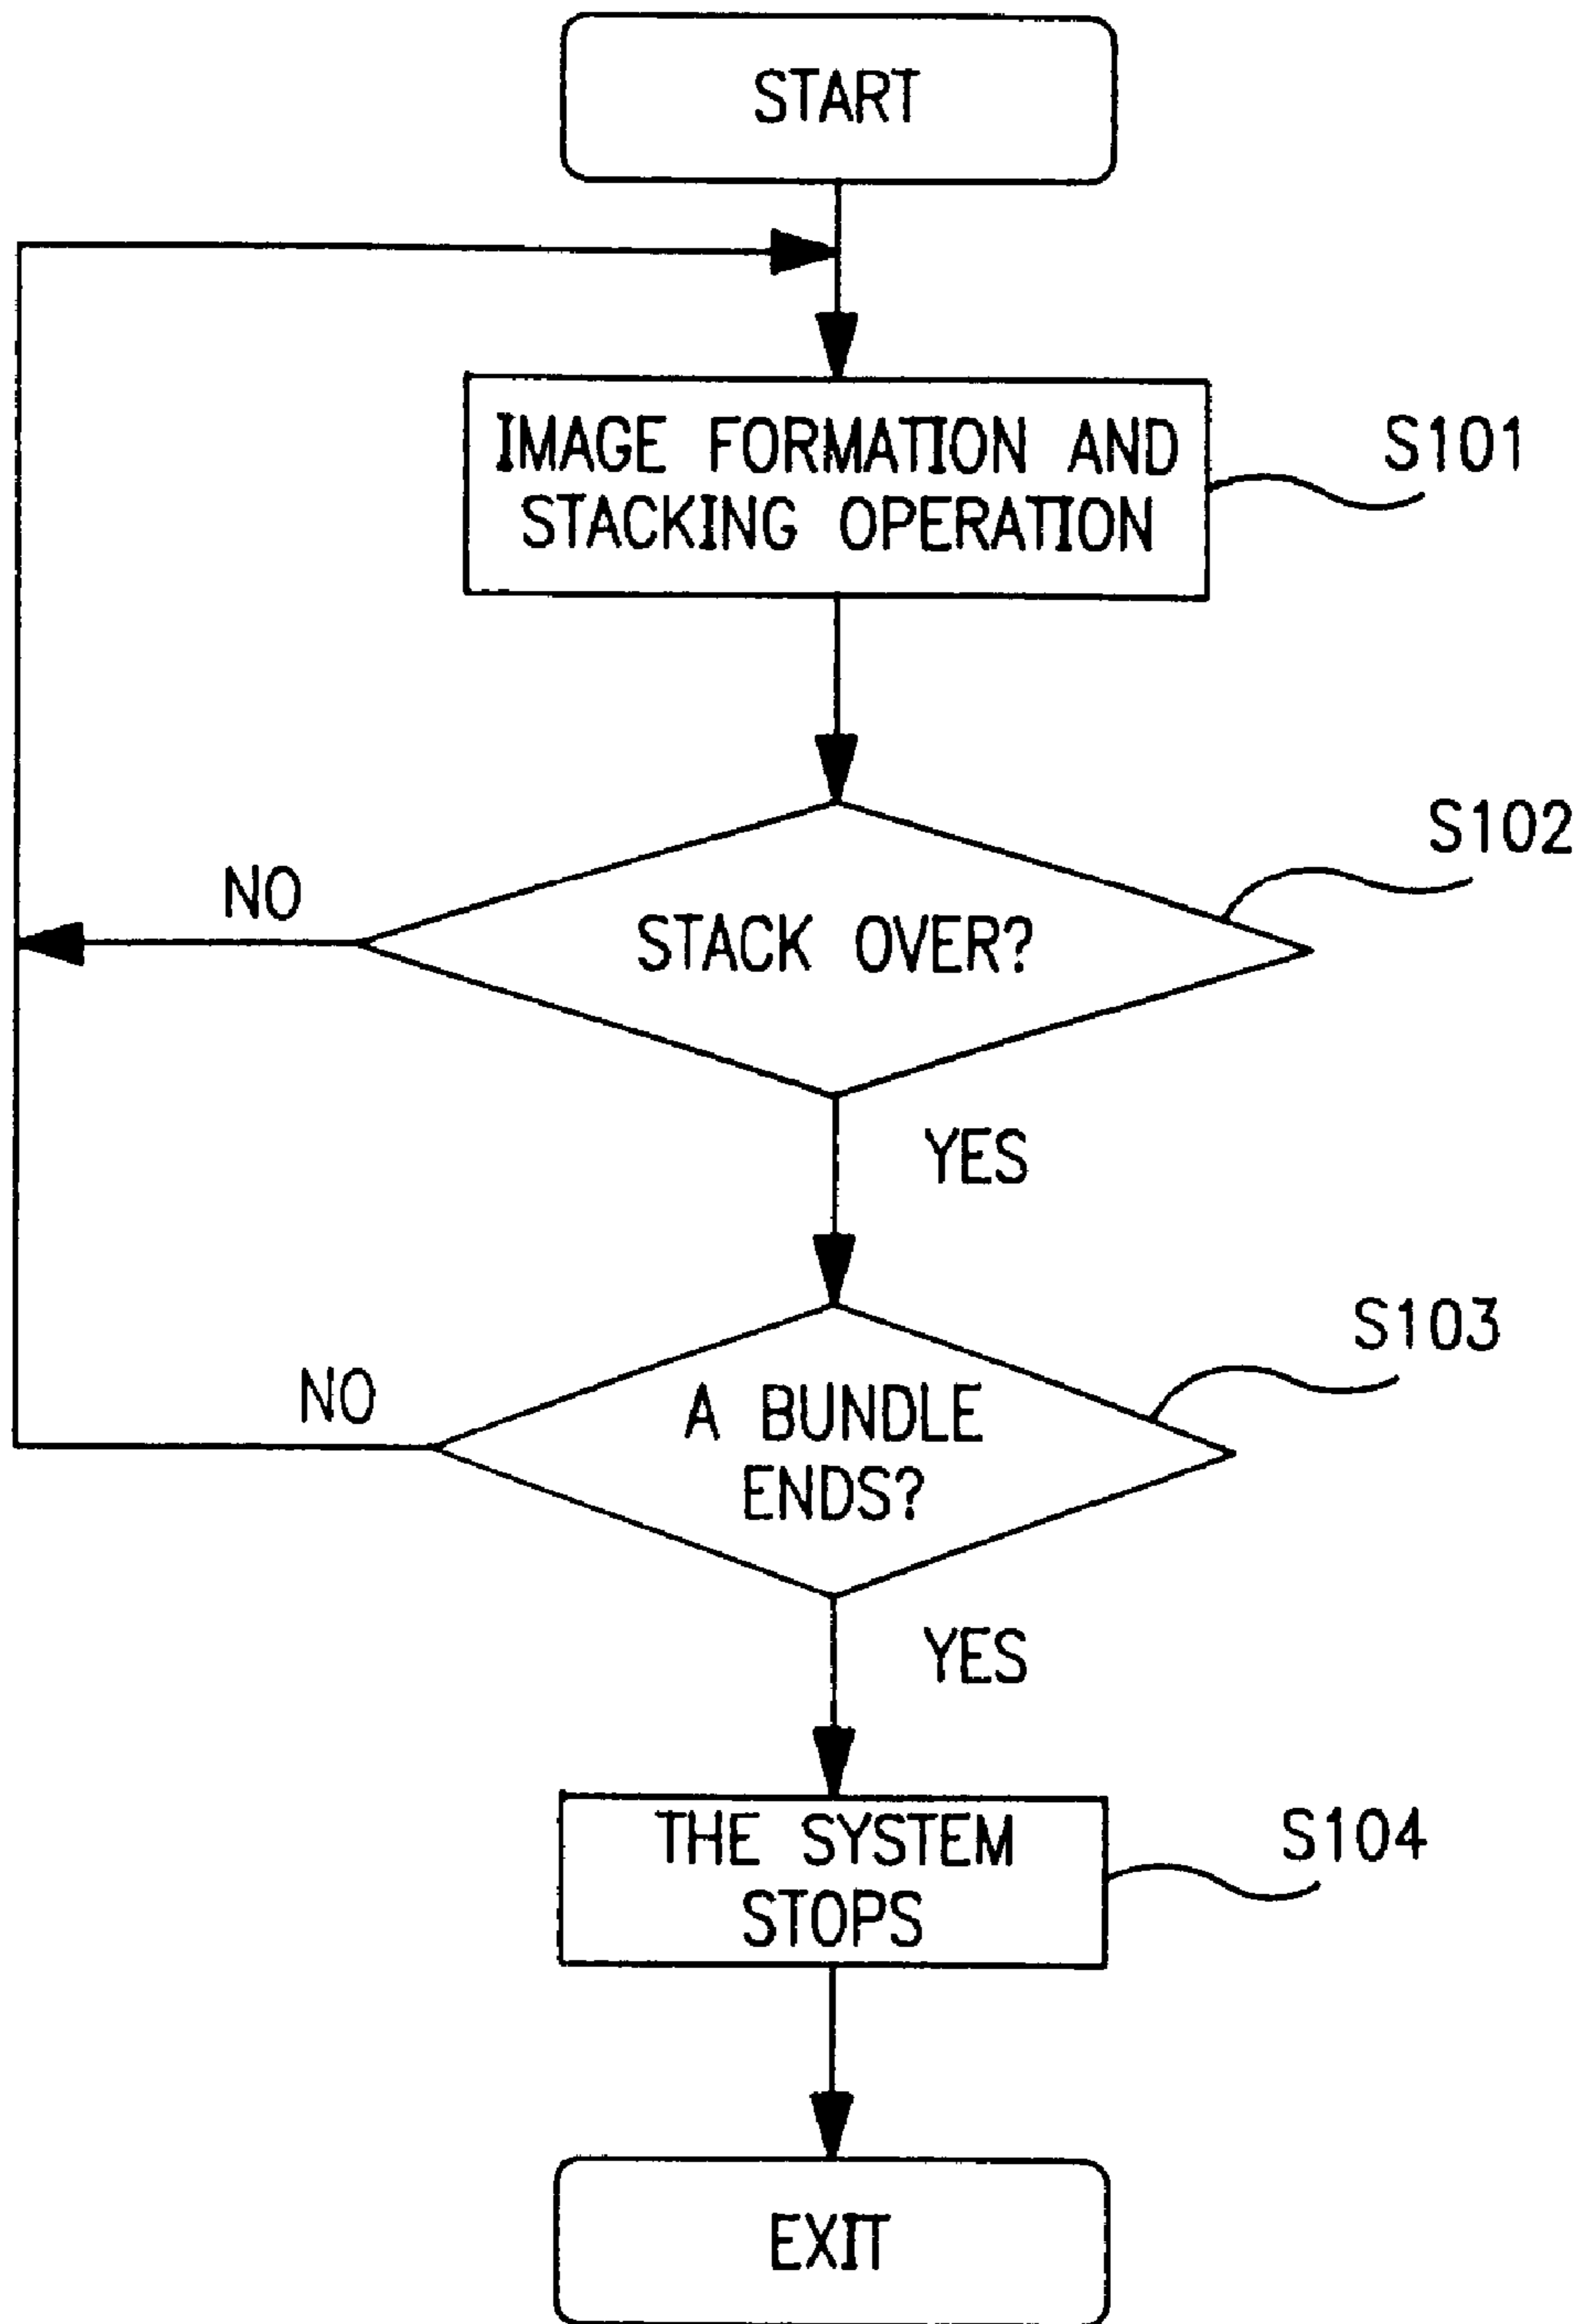 START
IMAGE FORMATION AND
STACKING OPERATION
S101
S102
NO
STACK OVER?
YES
S103
NO
A BUNDLE
ENDS?
YES
THE SYSTEM
STOPS
S104
EXIT